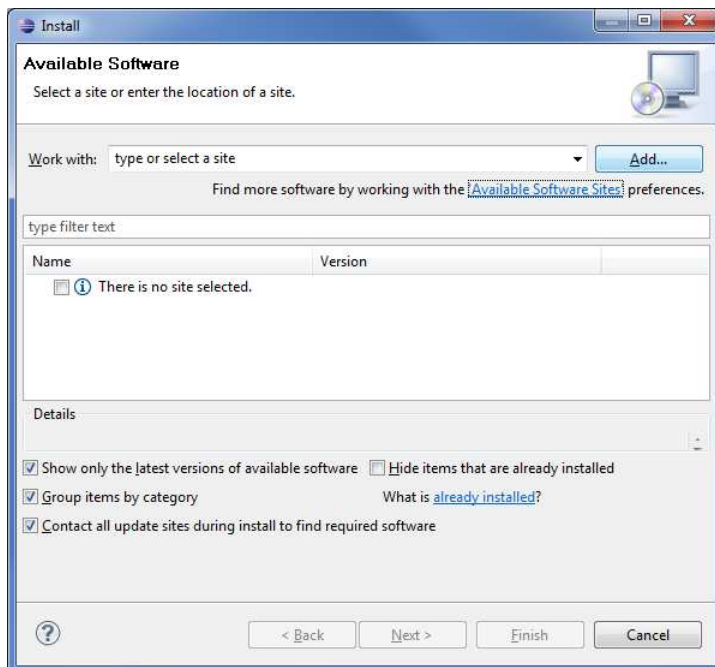 Install
Available Software
Select a site or enter the location of a site.
Work with: type or select a site Add...
Find more software by working with the 'Available Software Sites' preferences.
type filter text
Name Version
There is no site selected.
Details
Show only the latest versions of available software Hide items that are already installed
Group items by category What is already installed?
Contact all update sites during install to find required software
? < Back Next > Finish Cancel